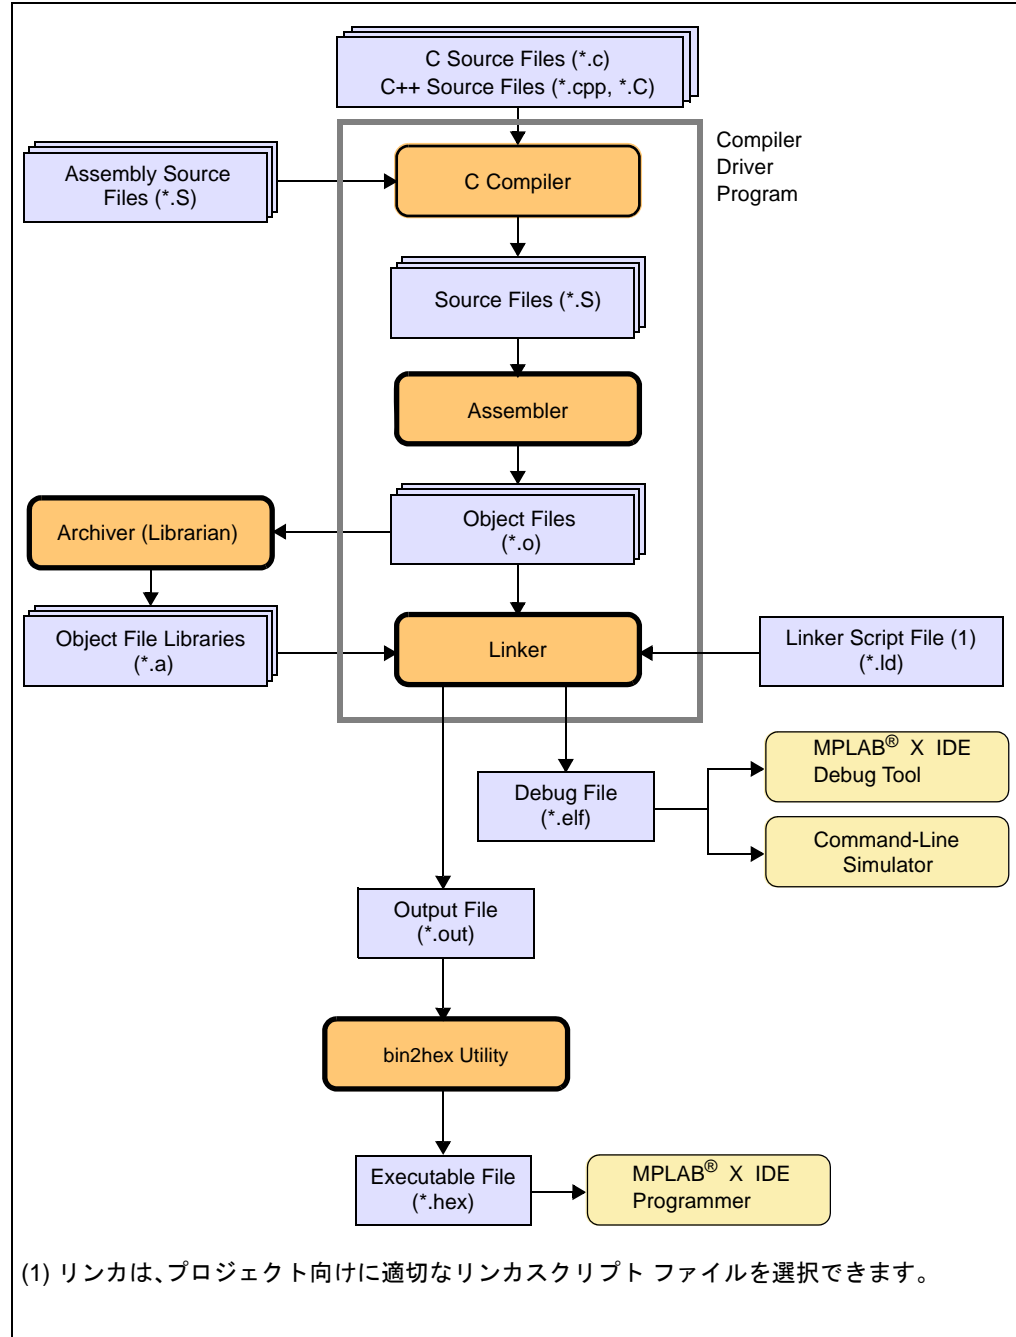 C Source Files (*.c)
C++ Source Files (*.cpp, *.C)
Compiler
Driver
Program
Assembly Source
Files (*.S)
C Compiler
Source Files (*.S)
Assembler
Archiver (Librarian)
Object Files
(*.o)
Object File Libraries
(*.a)
Linker
Linker Script File (1)
(*.ld)
MPLAB® X IDE
Debug Tool
Debug File
(*.elf)
Command-Line
Simulator
Output File
(*.out)
bin2hex Utility
Executable File
(*.hex)
MPLAB® X IDE
Programmer
(1) リンカは、プロジェクト向けに適切なリンカスクリプト ファイルを選択できます。